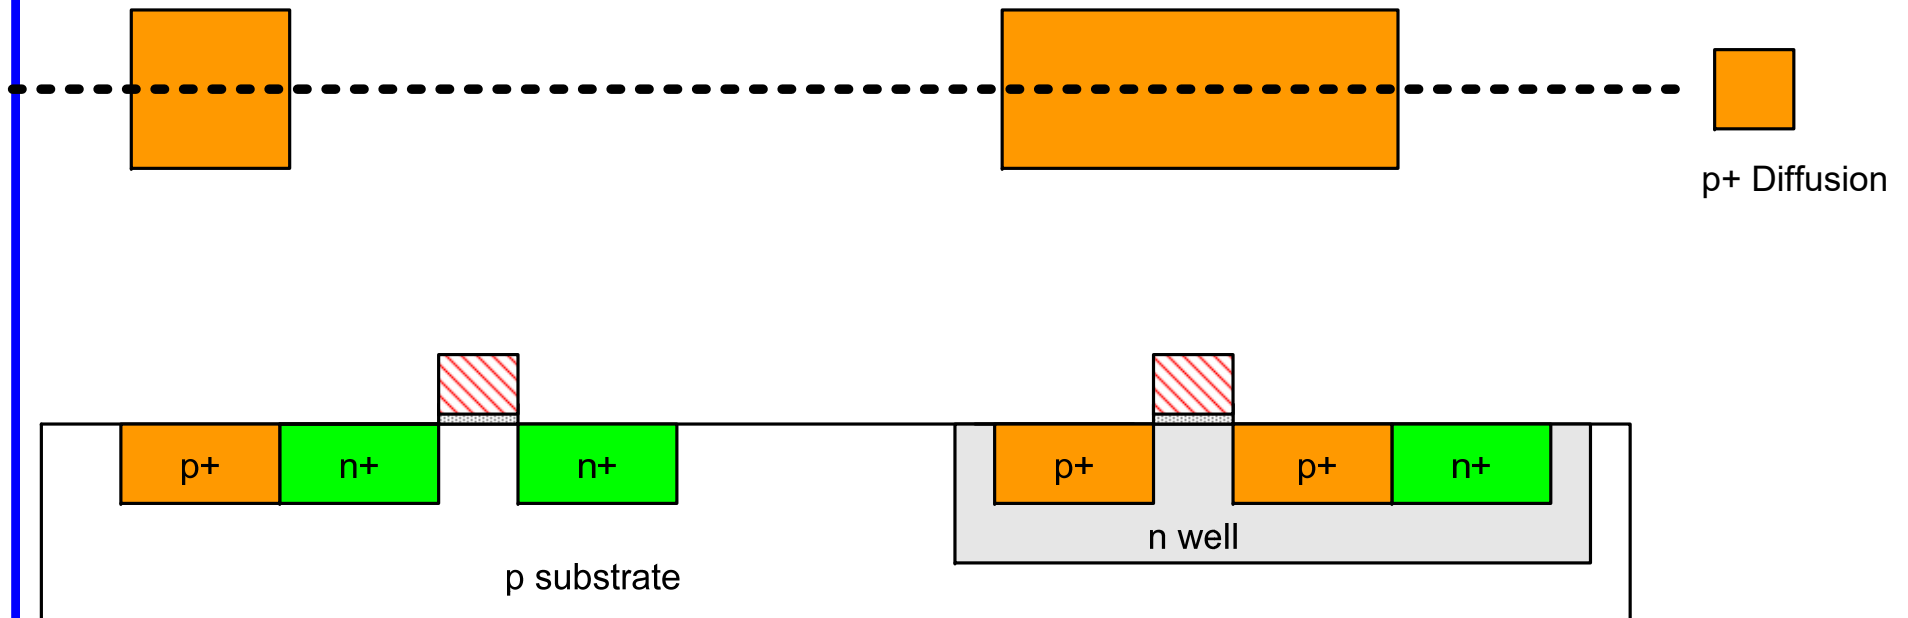 p+ Diffusion
p+
n+
n+
p+
p+
n+
n well
p substrate